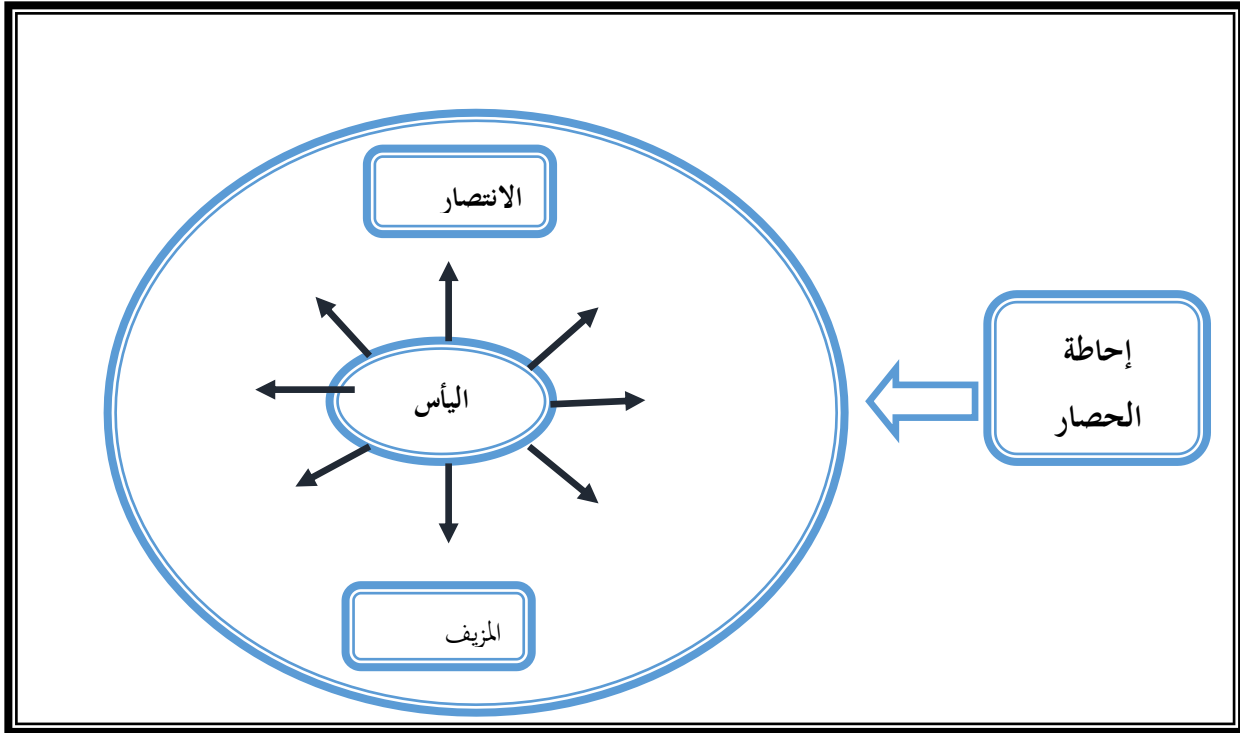 الانتصار
إحاطة
الحصار
اليأس
المزيف